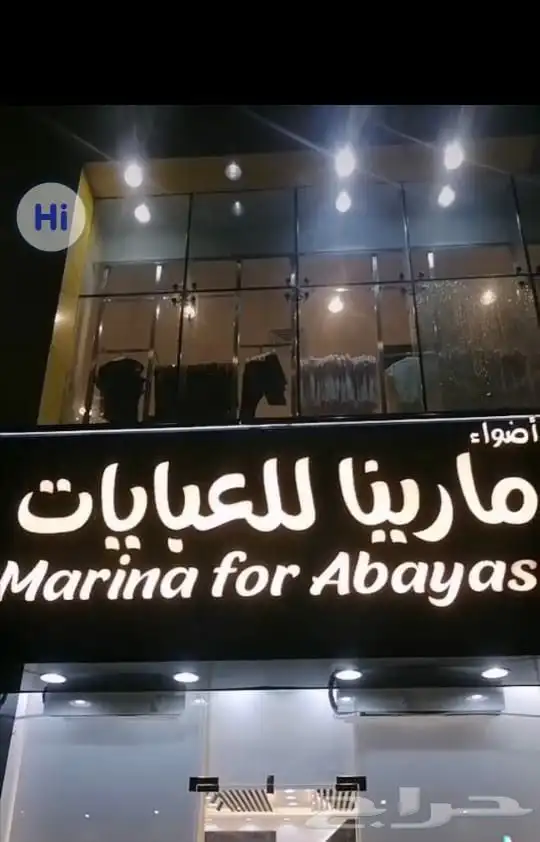 Hi
أضواء
مارينا للعبايات
Marina for Abayas
حراج